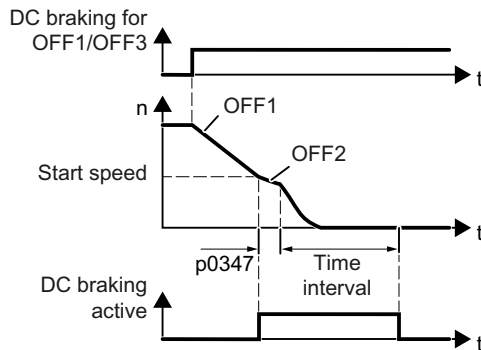 DC braking for
OFF1/OFF3
t
n
OFF1
OFF2
Start speed
t
p0347
Time
interval
DC braking
active
t